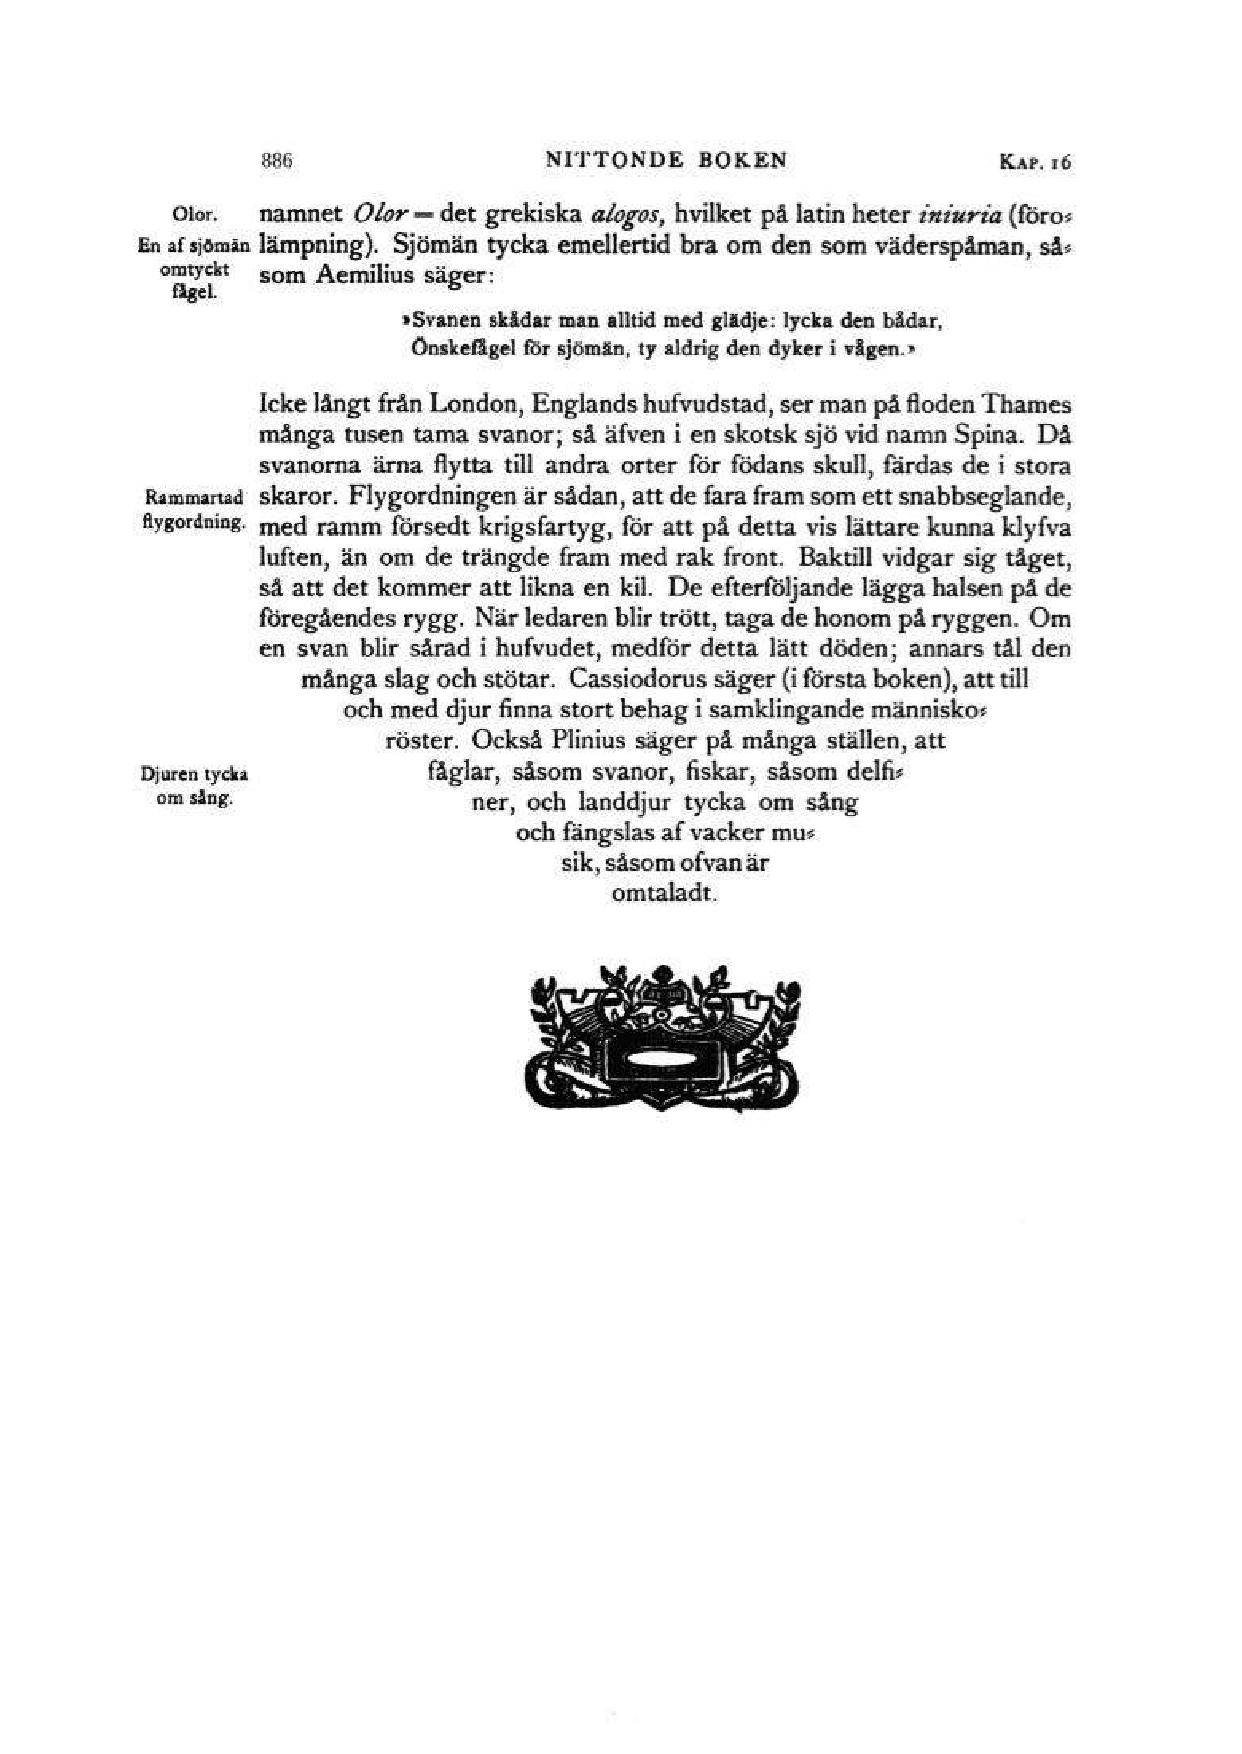 886 NITTONDE BOKEN KAP. 16
Olor.
En af sjömän
omtyckt
fågel.
namnet Olor = det grekiska alogos, hvilket på latin heter iniuria (föro-
lämpning). Sjömän tycka emellertid bra om den som väderspåman, så-
som Aemilius säger:
»Svanen skådar man alltid med glädje: lycka den bådar,
Önskefågel för sjömän, ty aldrig den dyker i vågen.»
Icke långt från London, Englands hufvudstad, ser man på floden Thames
många tusen tama svanor; så äfven i en skotsk sjö vid namn Spina. Då
svanorna ärna flytta till andra orter för födans skull, färdas de i stora
Rammartad
flygordning.
skaror. Flygordningen är sådan, att de fara fram som ett snabbseglande,
med ramm försedt krigsfartyg, för att på detta vis lättare kunna klyfva
luften, än om de trängde fram med rak front. Baktill vidgar sig tåget,
så att det kommer att likna en kil. De efterföljande lägga halsen på de
föregåendes rygg. När ledaren blir trött, taga de honom på ryggen. Om
en svan blir sårad i hufvudet, medför detta lätt döden; annars tål den
många slag och stötar. Cassiodorus säger (i första boken), att till
och med djur finna stort behag i samklingande människo-
röster. Också Plinius säger på många ställen, att
Djuren tycka
om sång.
fåglar, såsom svanor, fiskar, såsom delfi-
ner, och landdjur tycka om sång
och fängslas af vacker mu-
sik, såsom ofvan är
omtaladt.